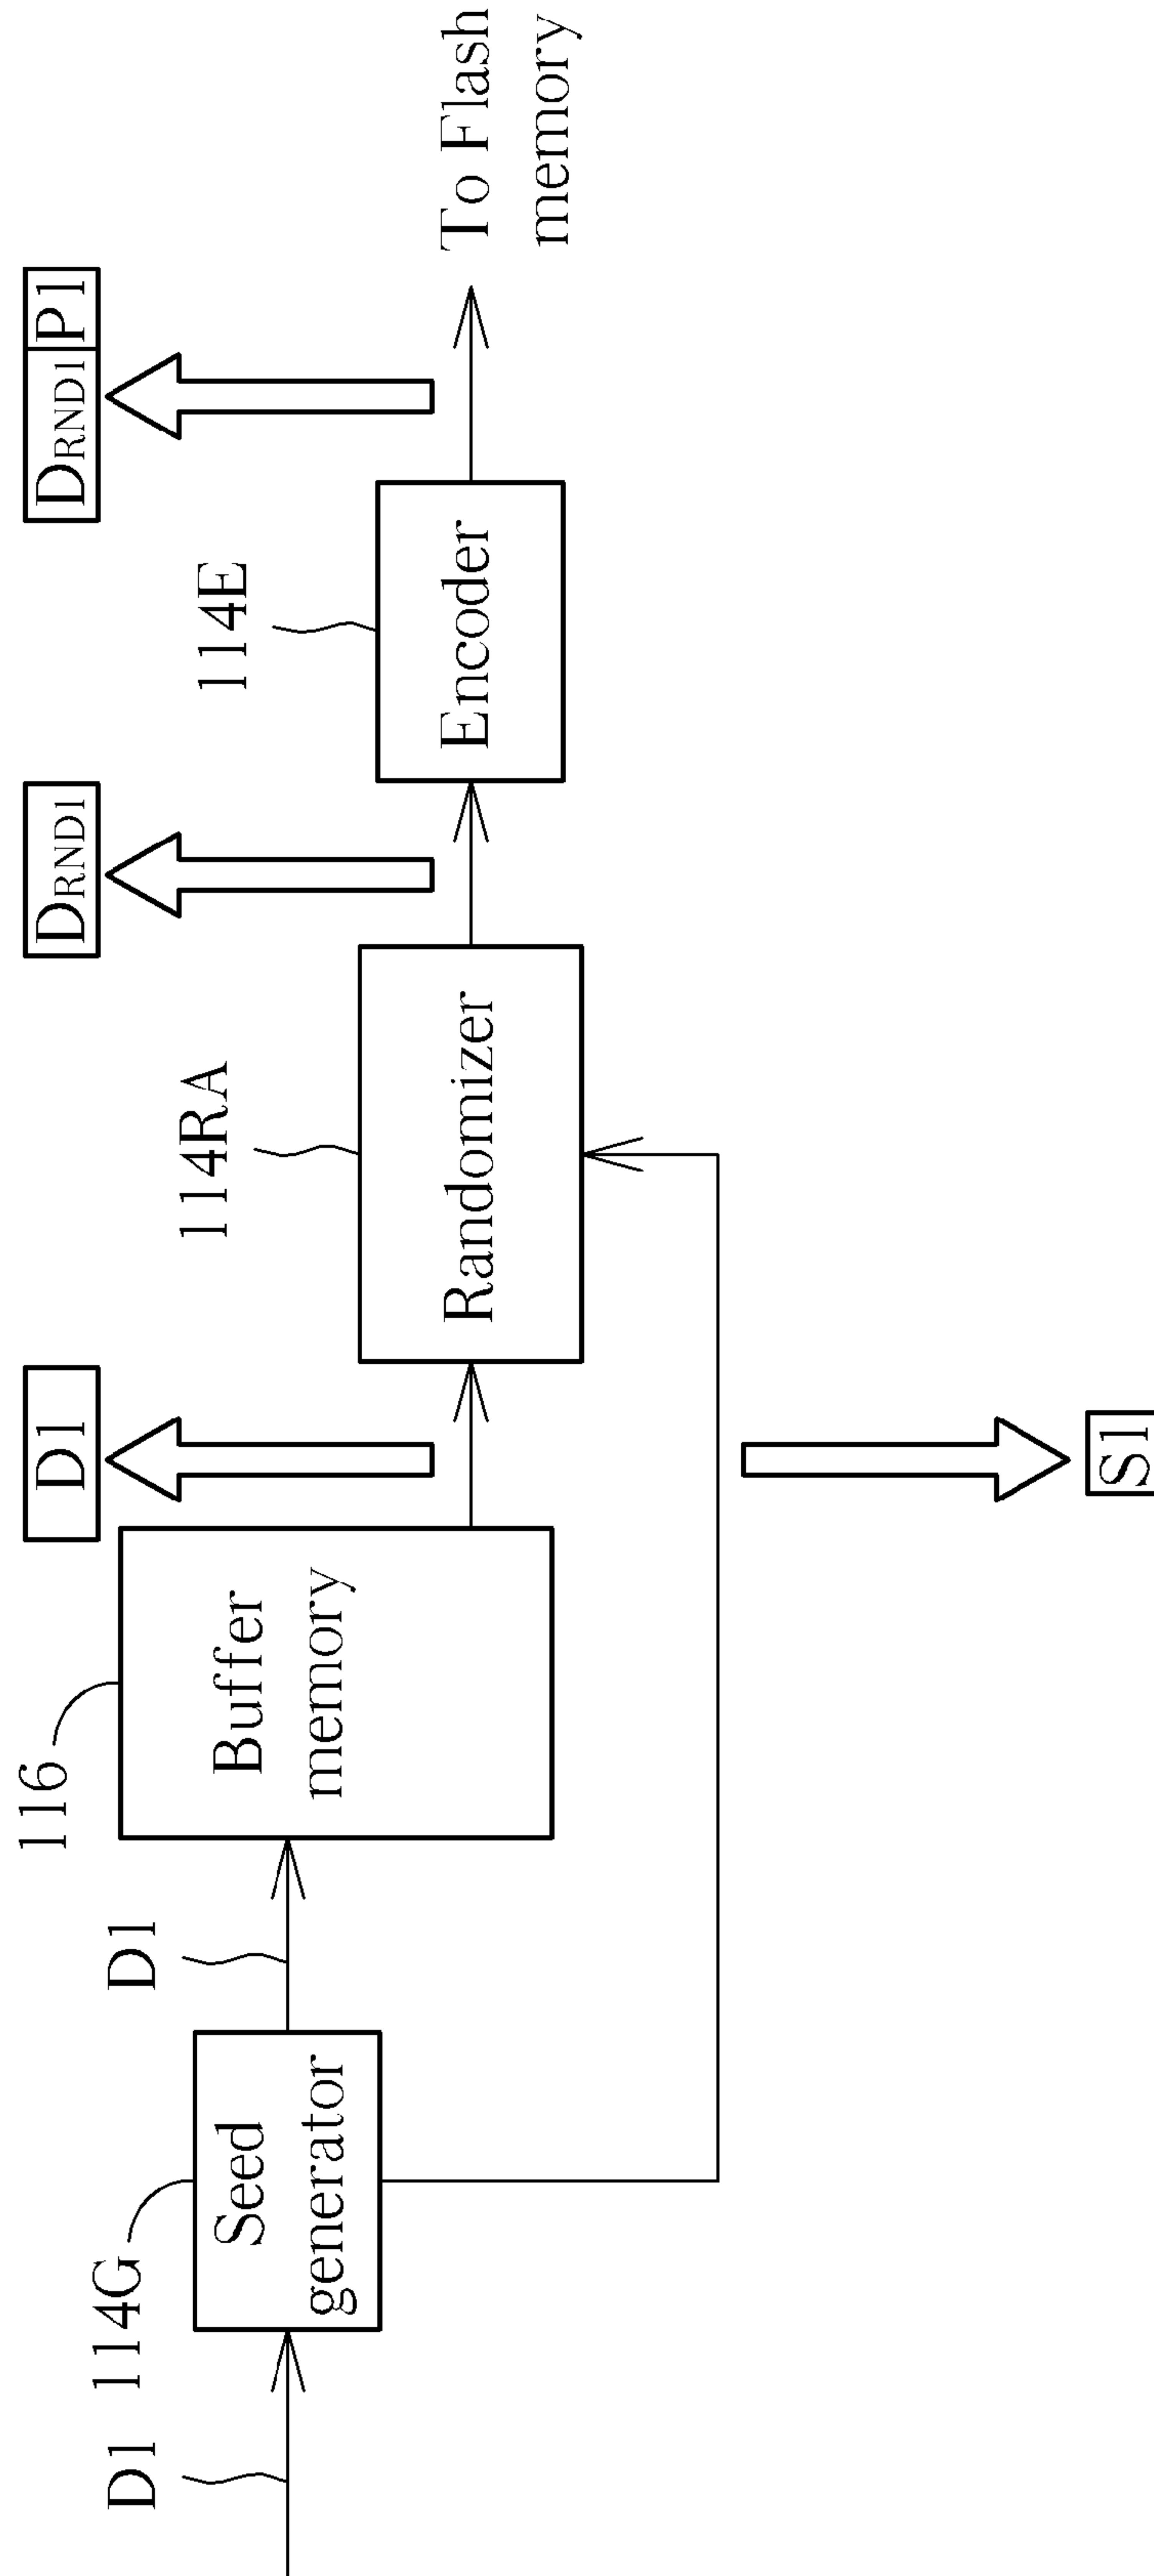 D1
114G
Seed
generator
D1
116
Buffer
memory
D1
114RA
Randomizer
DRND1
114E
Encoder
DRND1 P1
To Flash
memory
S1